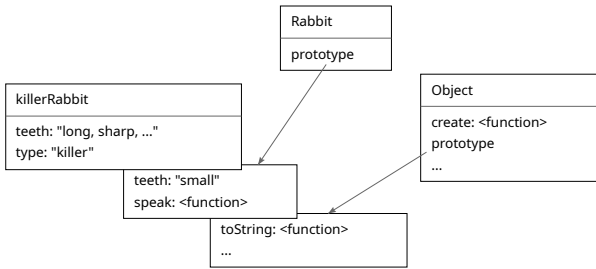 Rabbit
prototype
killerRabbit
teeth: "long, sharp, ..."
type: "killer"
Object
create: <function>
prototype
...
teeth: "small"
speak: <function>
toString: <function>
...